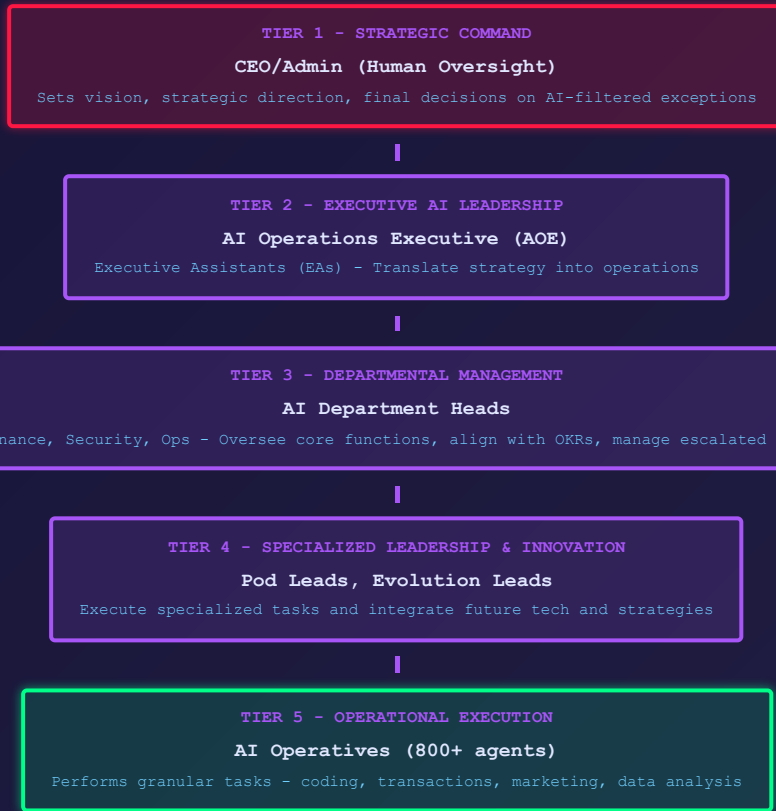 TIER 1 - STRATEGIC COMMAND
CEO/Admin (Human Oversight)
Sets vision, strategic direction, final decisions on AI-filtered exceptions
TIER 2 - EXECUTIVE AI LEADERSHIP
AI Operations Executive (AOE)
Executive Assistants (EAs) - Translate strategy into operations
TIER 3 - DEPARTMENTAL MANAGEMENT
AI Department Heads
nance, Security, Ops - Oversee core functions, align with OKRs, manage escalated
TIER 4 - SPECIALIZED LEADERSHIP & INNOVATION
Pod Leads, Evolution Leads
Execute specialized tasks and integrate future tech and strategies
TIER 5 - OPERATIONAL EXECUTION
AI Operatives (800+ agents)
Performs granular tasks - coding, transactions, marketing, data analysis